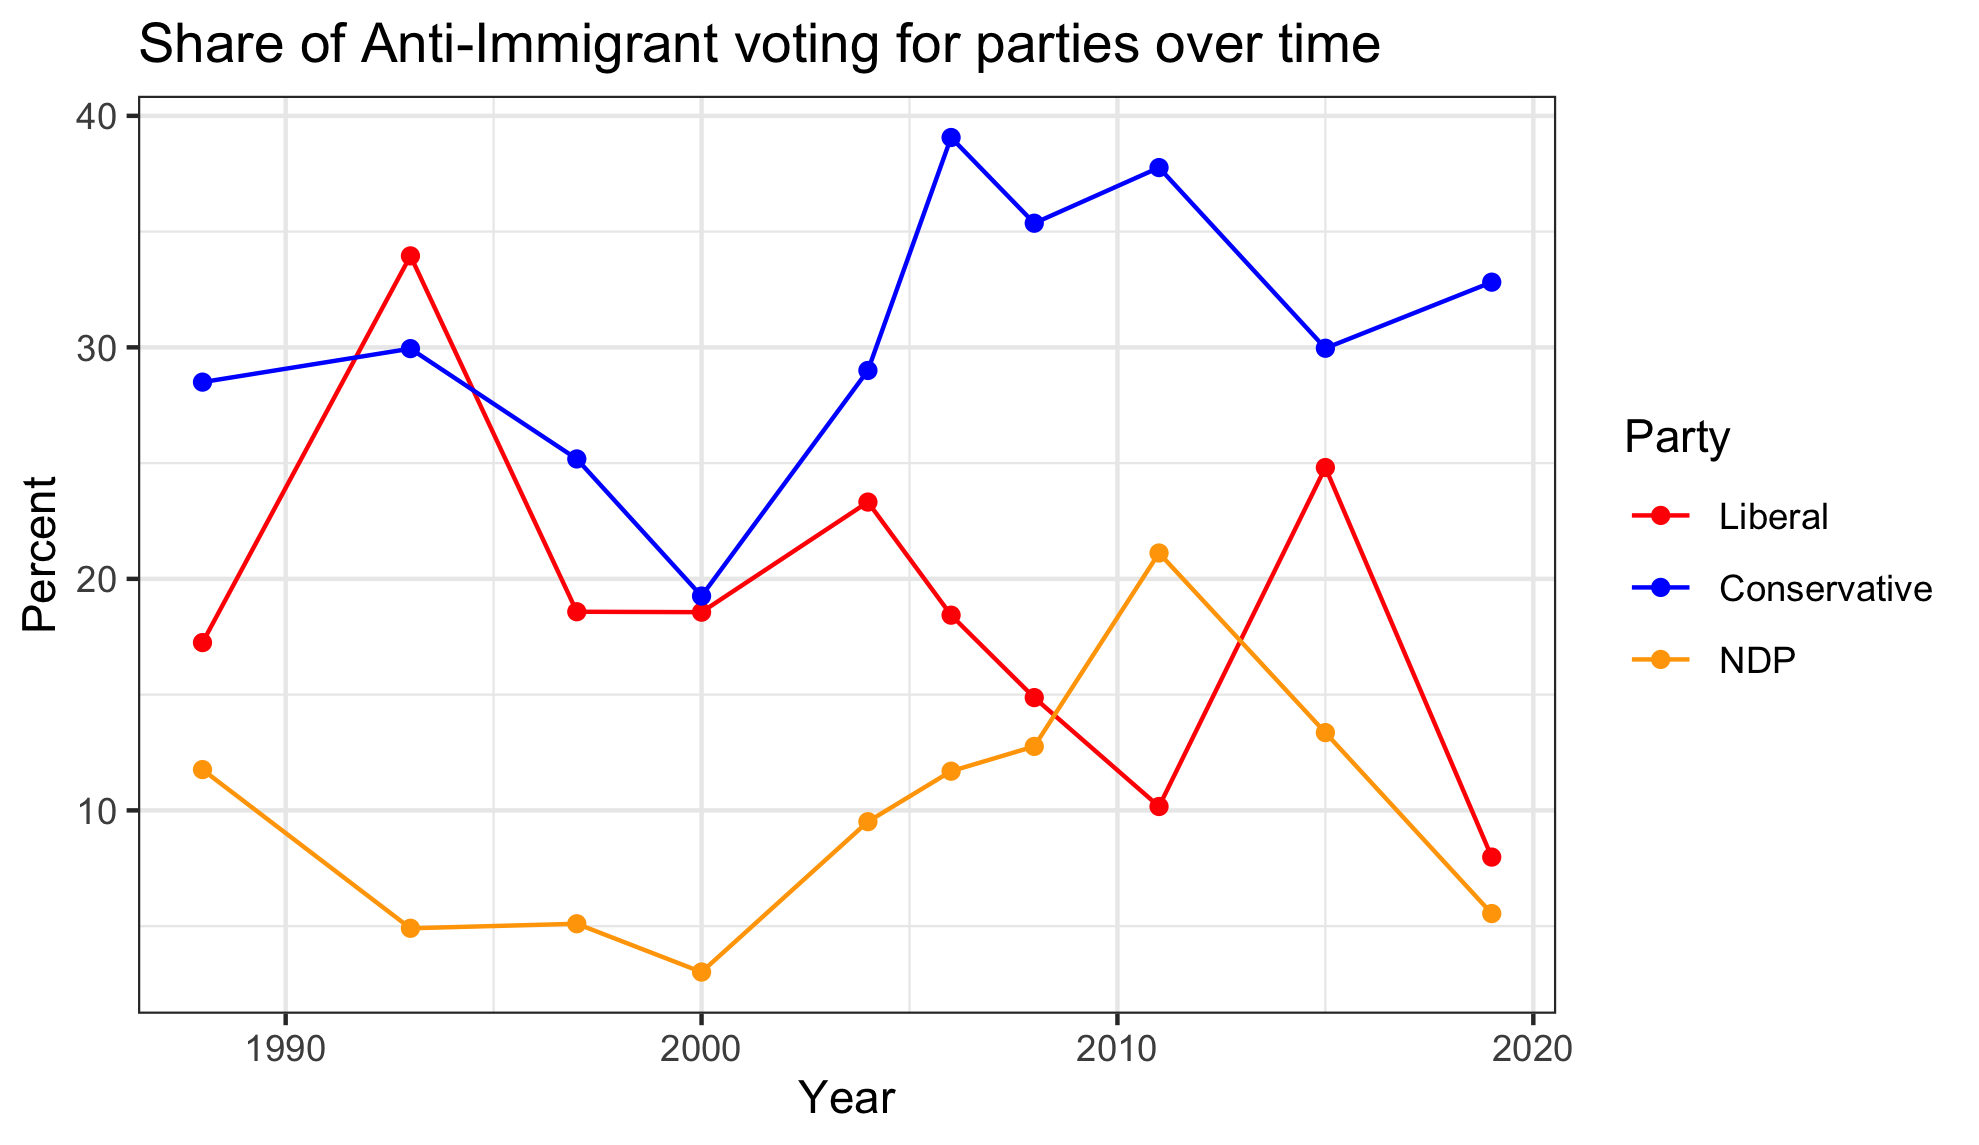 Share of Anti-Immigrant voting for parties over time
40
30
20
10
Percent
1990 2000 2010 2020
Year
Party
Liberal
Conservative
NDP